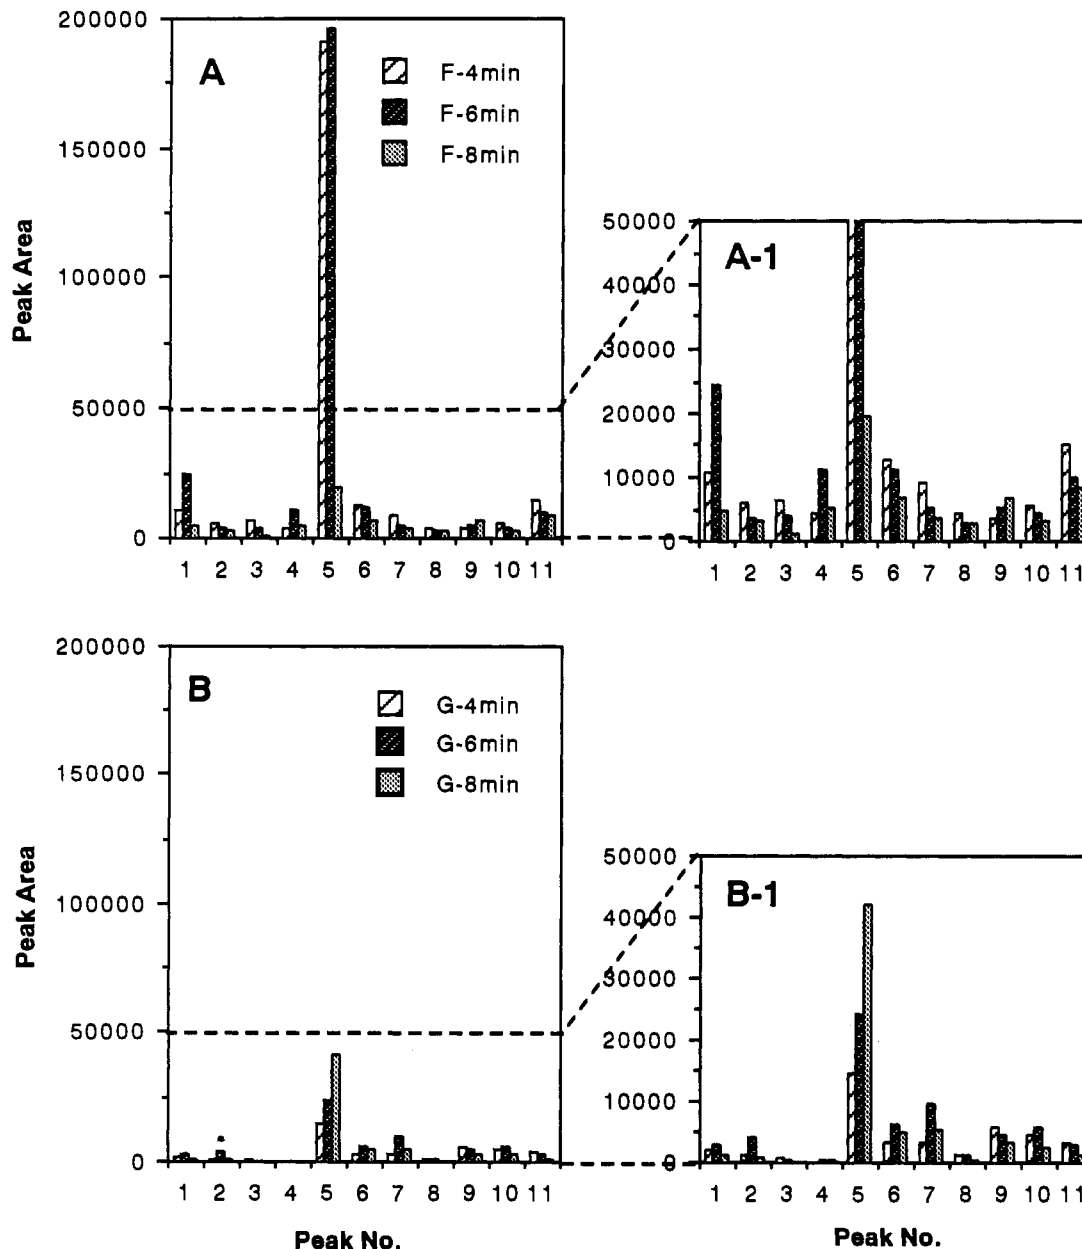 200000
150000
100000
50000
0
Peak Area
A
F-4min
F-6min
F-8min
1 2 3 4 5 6 7 8 9 10 11
50000
40000
30000
20000
10000
0
A-1
1 2 3 4 5 6 7 8 9 10 11
200000
150000
100000
50000
0
Peak Area
B
G-4min
G-6min
G-8min
1 2 3 4 5 6 7 8 9 10 11
Peak No.
50000
40000
30000
20000
10000
0
B-1
1 2 3 4 5 6 7 8 9 10 11
Peak No.